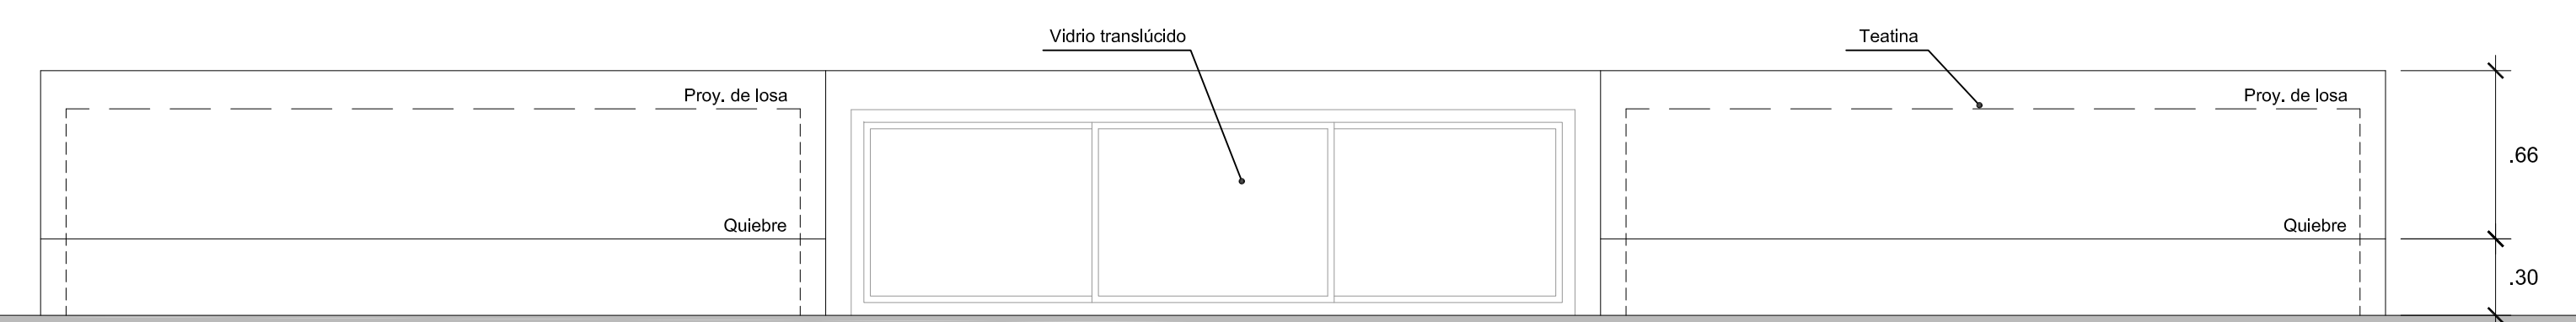 Vidrio translúcido
Teatina
Proy. de losa
Proy. de losa
.66
Quiebre
Quiebre
.30